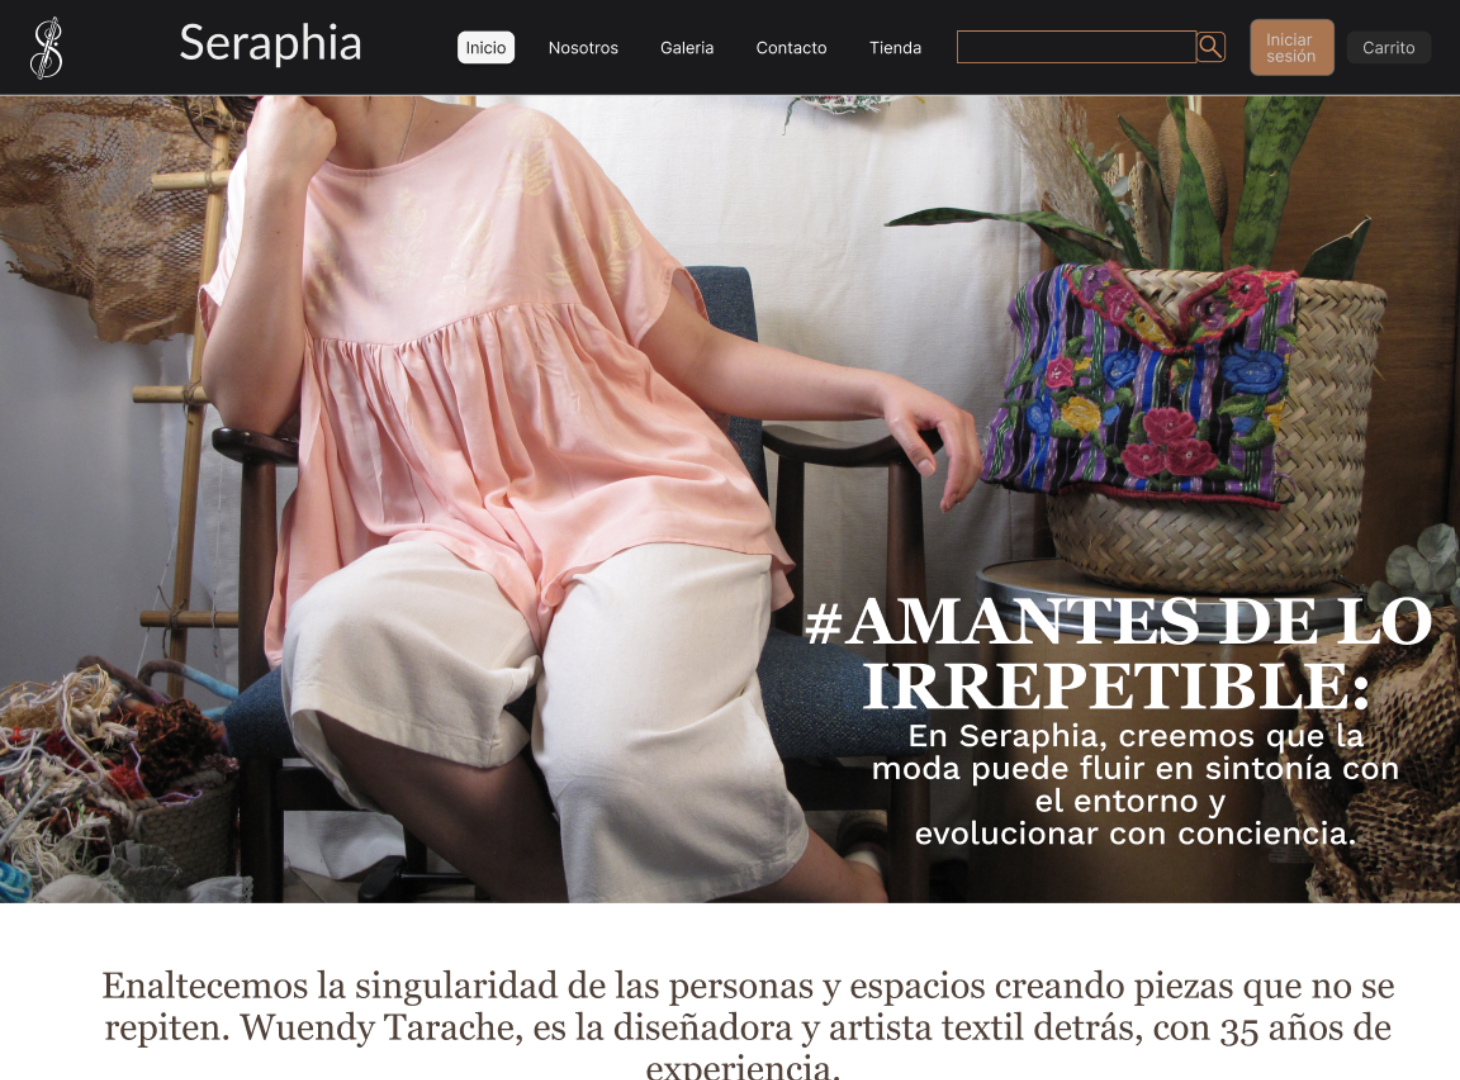 Seraphia
Inicio
Nosotros
Galeria
Contacto
Tienda
Iniciar
sesión
Carrito
#AMANTES DE LO
IRREPETIBLE:
En Seraphia, creemos que la
moda puede fluir en sintonía con
el entorno y
evolucionar con conciencia.
Enaltecemos la singularidad de las personas y espacios creando piezas que no se
repiten. Wuendy Tarache, es la diseñadora y artista textil detrás, con 35 años de
experiencia.